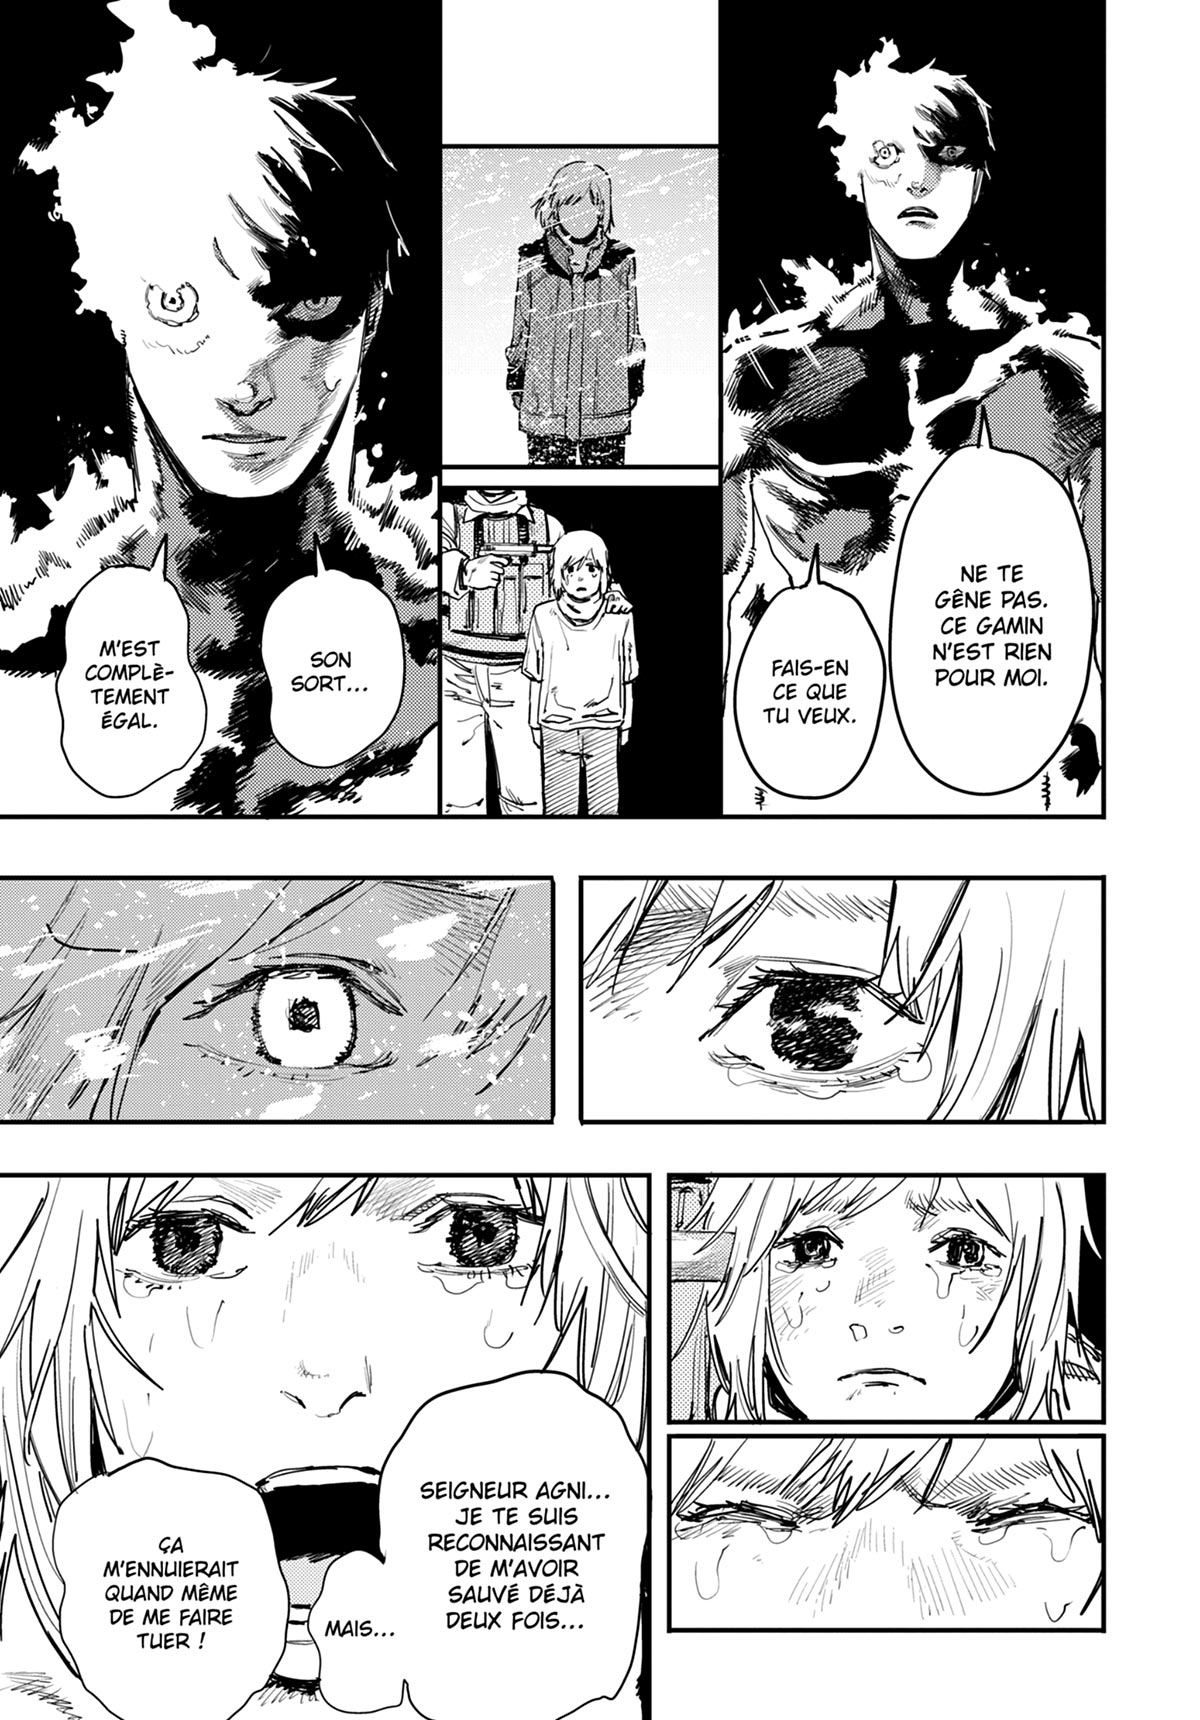 NE TE
GÊNE PAS.
CE GAMIN
N'EST RIEN
POUR MOI.
FAIS-EN
CE QUE
TU VEUX.
SON
SORT...
M'EST
COMPLÈ-
TEMENT
ÉGAL.
SEIGNEUR AGNI...
JE TE SUIS
RECONNAISSANT
DE M'AVOIR
SAUVÉ DÉJÀ
DEUX FOIS...
MAIS...
ÇA
M'ENNUIERAIT
QUAND MÊME
DE ME FAIRE
TUER !